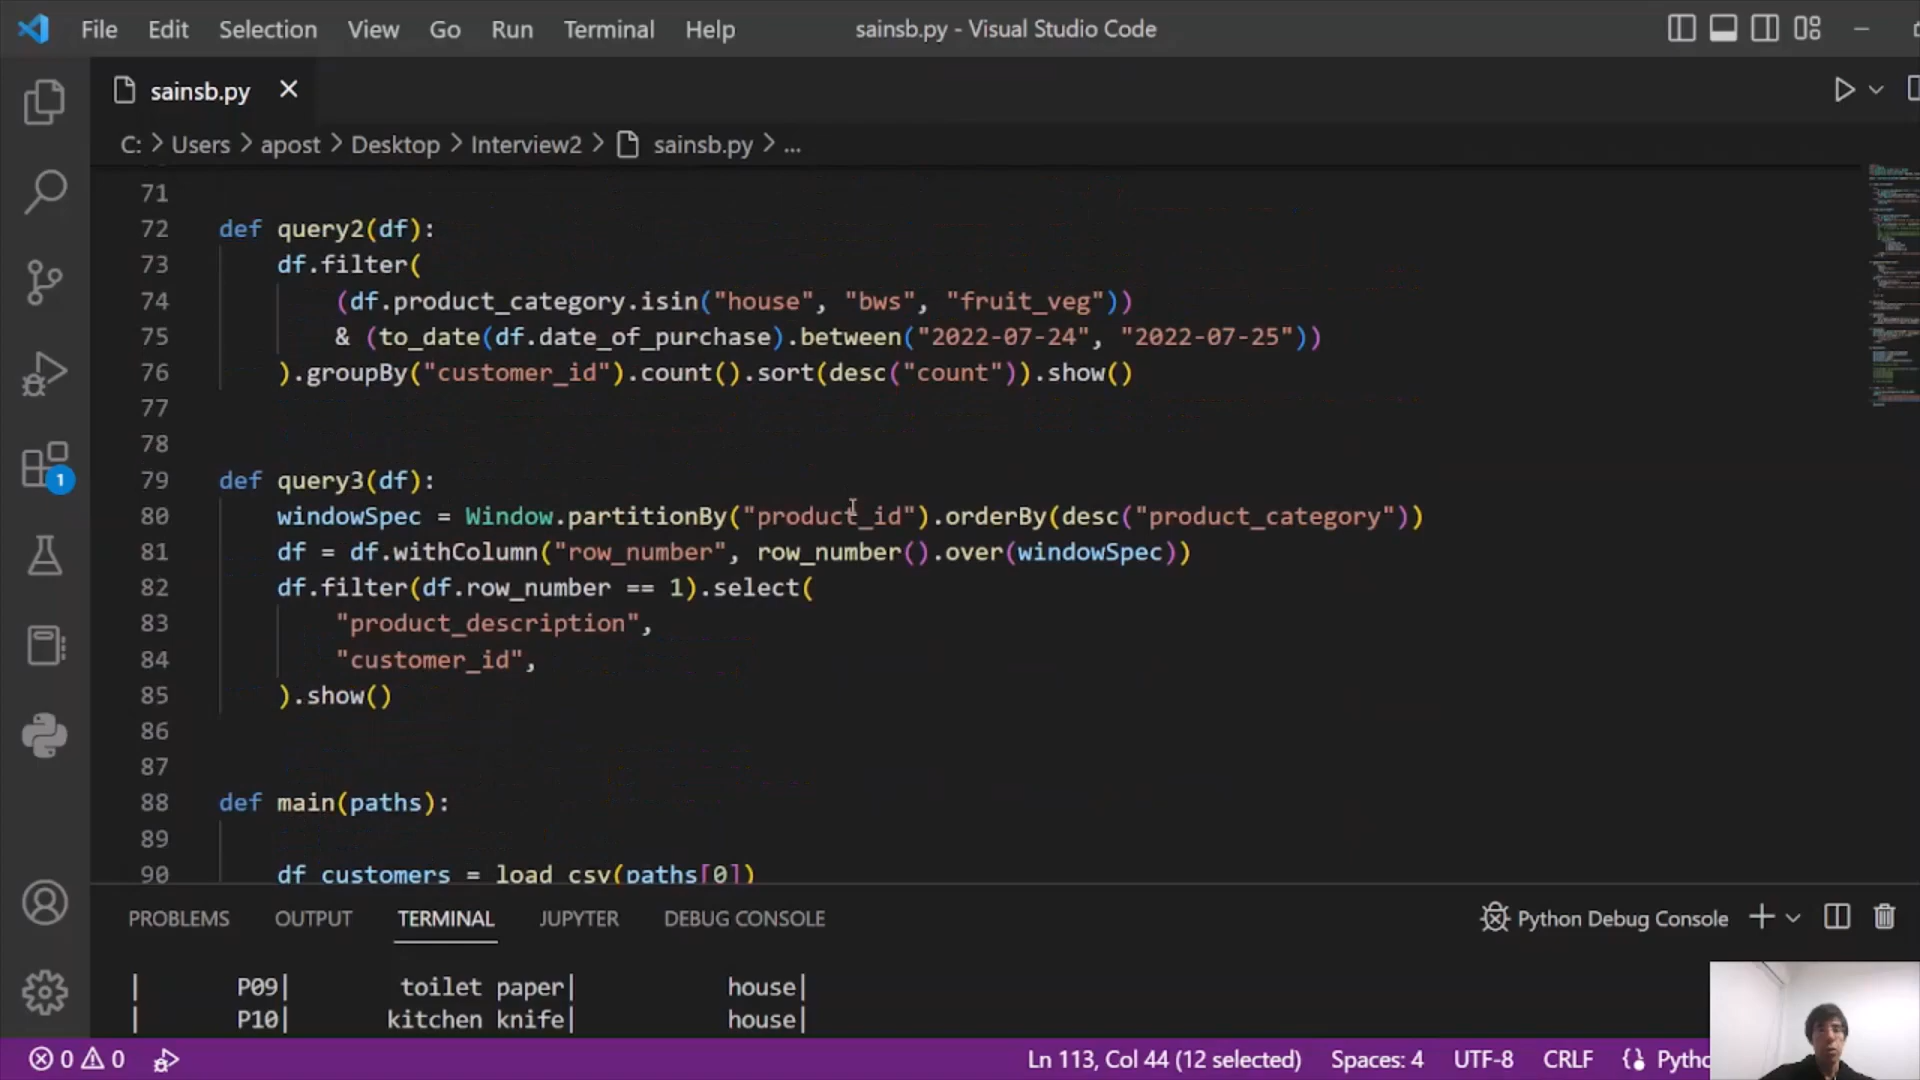 File Edit Selection View Go Run Terminal Help sainsb.py - Visual Studio Code
sainsb.py
C: > Users > apost > Desktop > Interview2 > sainsb.py > ...
71
72 def query2(df):
73 df.filter(
74 (df.product_category.isin("house", "bws", "fruit_veg"))
75 & (to_date(df.date_of_purchase).between("2022-07-24", "2022-07-25"))
76 ).groupBy("customer_id").count().sort(desc("count")).show()
77
78
79 def query3(df):
80 windowSpec = Window.partitionBy("product_id").orderBy(desc("product_category"))
81 df = df.withColumn("row_number", row_number().over(windowSpec))
82 df.filter(df.row_number == 1).select(
83 "product_description",
84 "customer_id",
85 ).show()
86
87
88 def main(paths):
89
90 df_customers = load_csv(paths[0])
1
PROBLEMS OUTPUT TERMINAL JUPYTER DEBUG CONSOLE Python Debug Console
| P09| toilet paper| house|
| P10| kitchen knife| house|
0 0 Ln 113, Col 44 (12 selected) Spaces: 4 UTF-8 CRLF Pytho